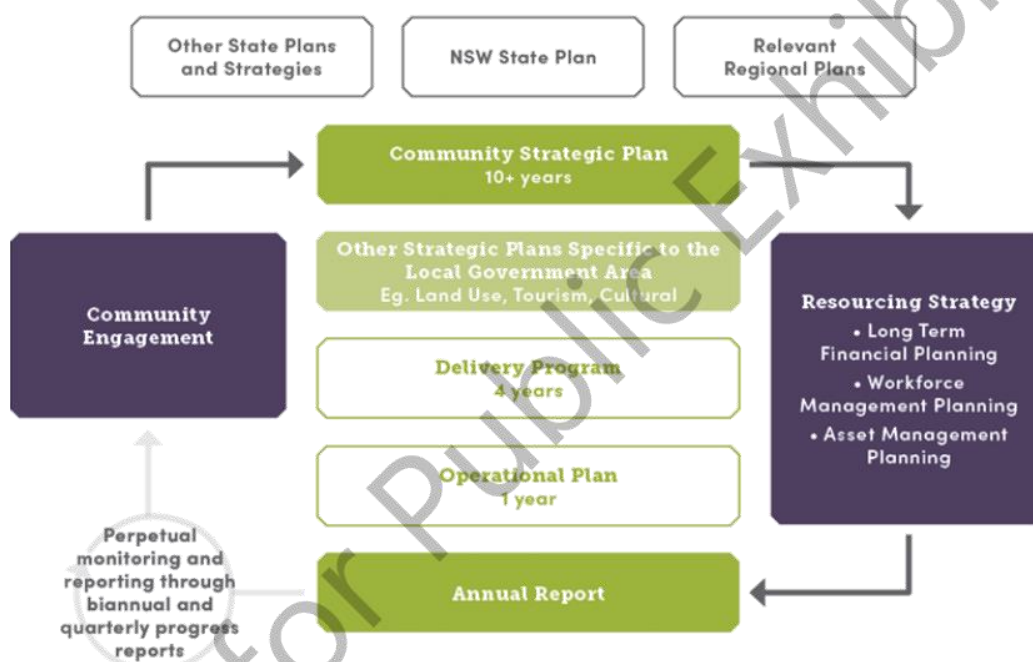 Other State Plans
and Strategies
NSW State Plan
Relevant
Regional Plans
Community Strategic Plan
10+ years
Other Strategic Plans Specific to the
Local Government Area
Eg. Land Use, Tourism, Cultural
Community
Engagement
Resourcing Strategy
• Long Term
Financial Planning
• Workforce
Management Planning
• Asset Management
Planning
Delivery Program
4 years
Operational Plan
1 year
Annual Report
Perpetual
monitoring and
reporting through
biannual and
quarterly progress
reports
for Public Exhib